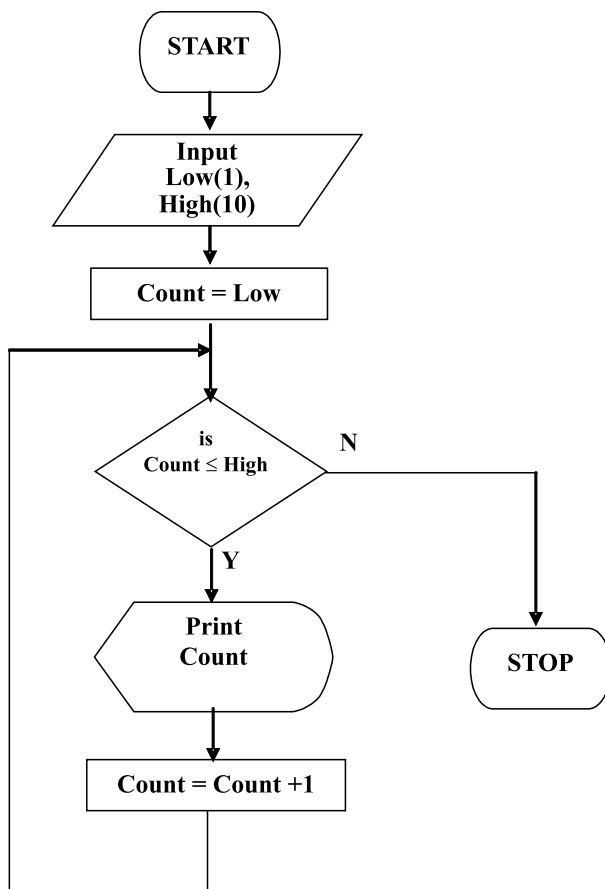 START
Input
Low(1),
High(10)
Count = Low
is
Count ≤ High
N
Y
Print
Count
STOP
Count = Count +1